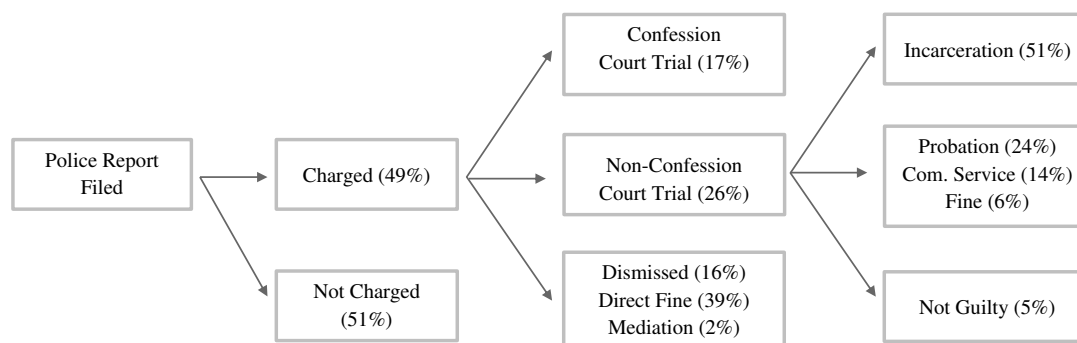 Police Report
Filed
Charged (49%)
Not Charged
(51%)
Confession
Court Trial (17%)
Non-Confession
Court Trial (26%)
Dismissed (16%)
Direct Fine (39%)
Mediation (2%)
Incarceration (51%)
Probation (24%)
Com. Service (14%)
Fine (6%)
Not Guilty (5%)